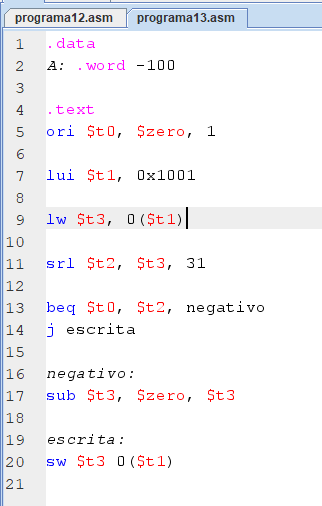 programa12.asm programa13.asm
1 .data
2 A: .word -100
3
4 .text
5 ori $t0, $zero, 1
6
7 lui $t1, 0x1001
8
9 lw $t3, 0($t1)
10
11 srl $t2, $t3, 31
12
13 beq $t0, $t2, negativo
14 j escrita
15
16 negativo:
17 sub $t3, $zero, $t3
18
19 escrita:
20 sw $t3 0($t1)
21